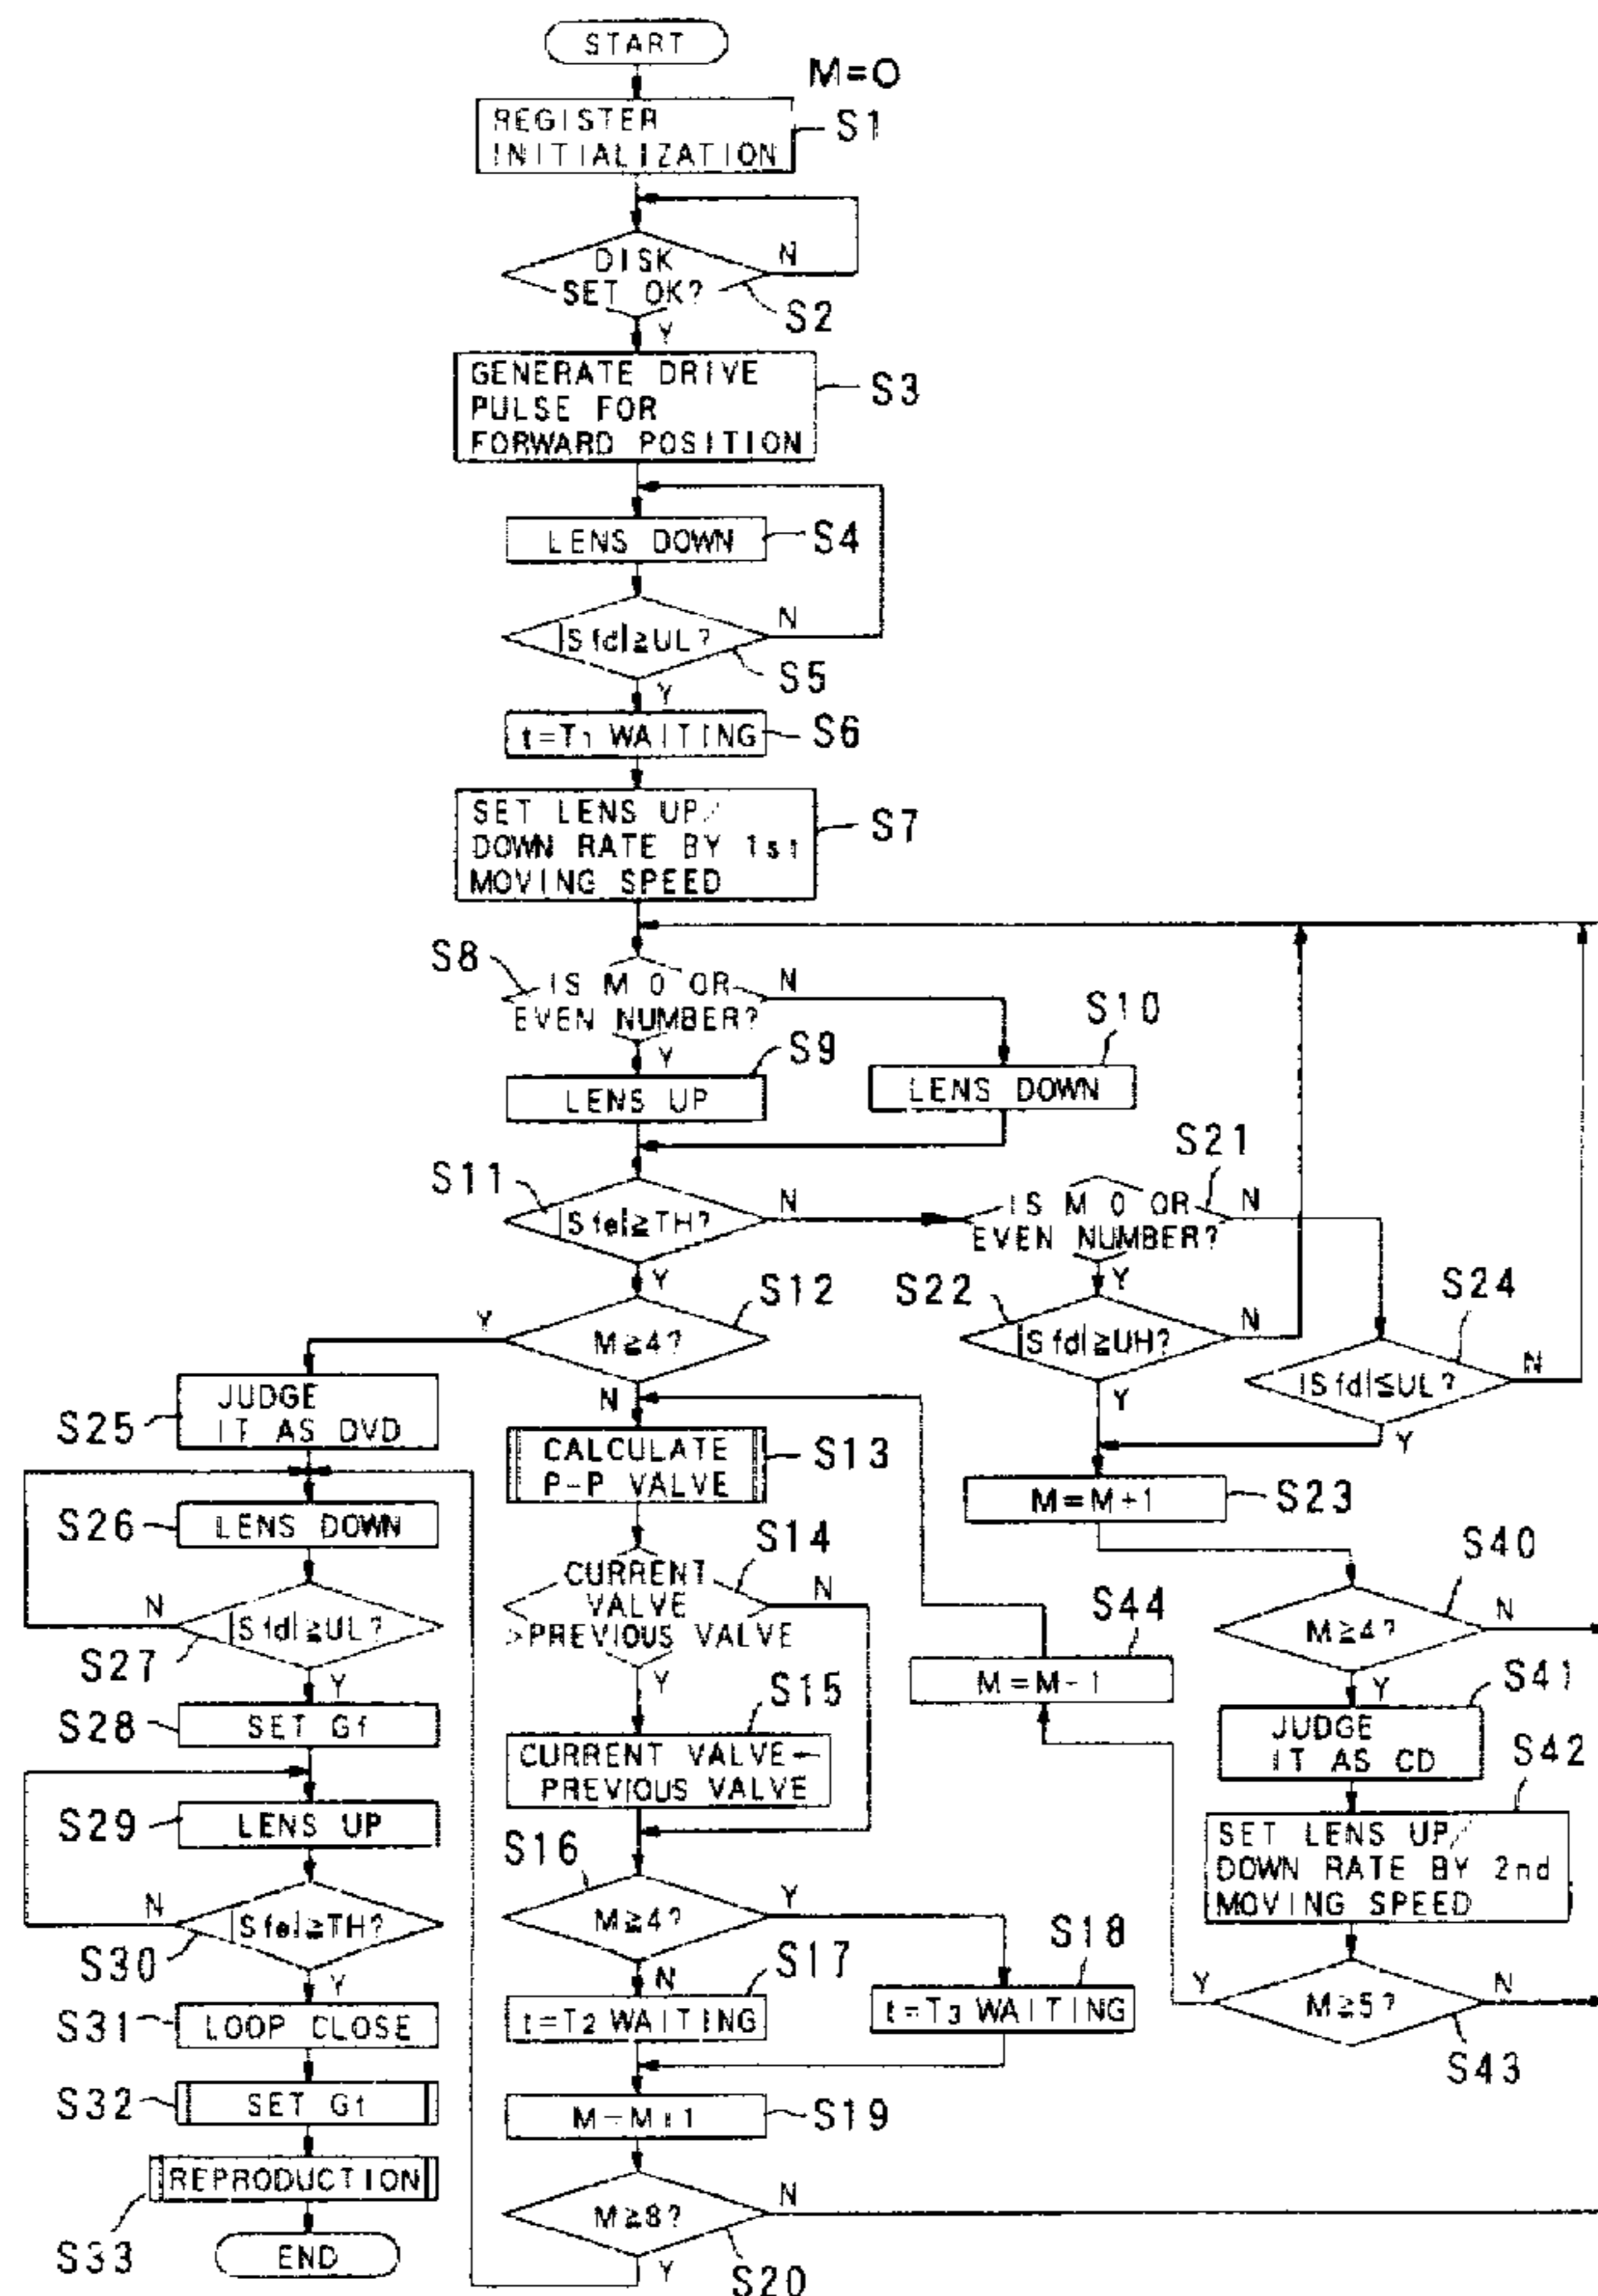 START
M=0
REGISTER
INITIALIZATION
S1
DISK
SET OK?
N
S2
Y
GENERATE DRIVE
PULSE FOR
FORWARD POSITION
S3
LENS DOWN
S4
|Sfd|≧UL?
N
S5
Y
t=T1 WAITING
S6
SET LENS UP/
DOWN RATE BY 1st
MOVING SPEED
S7
S8
IS M 0 OR
EVEN NUMBER?
N
Y
S9
LENS UP
S10
LENS DOWN
S11
|Sfe|≧TH?
N
Y
S21
IS M 0 OR
EVEN NUMBER?
N
Y
S12
M≧4?
Y
N
S22
|Sfd|≧UH?
N
Y
S24
|Sfd|≦UL?
N
Y
S25
JUDGE
IT AS DVD
S13
CALCULATE
P-P VALVE
M=M+1
S23
S26
LENS DOWN
S14
CURRENT
VALVE
>PREVIOUS VALVE
N
Y
S40
M≧4?
N
Y
S27
|Sfd|≧UL?
N
Y
S44
M=M-1
S28
SET Gf
S15
CURRENT VALVE←
PREVIOUS VALVE
S41
JUDGE
IT AS CD
S42
SET LENS UP/
DOWN RATE BY 2nd
MOVING SPEED
S29
LENS UP
S16
M≧4?
Y
N
S30
|Sfe|≧TH?
N
Y
S17
t=T2 WAITING
S18
t=T3 WAITING
M≧5?
Y
N
S43
S31
LOOP CLOSE
S32
SET Gt
M=M+1
S19
S33
REPRODUCTION
M≧8?
N
Y
S20
END